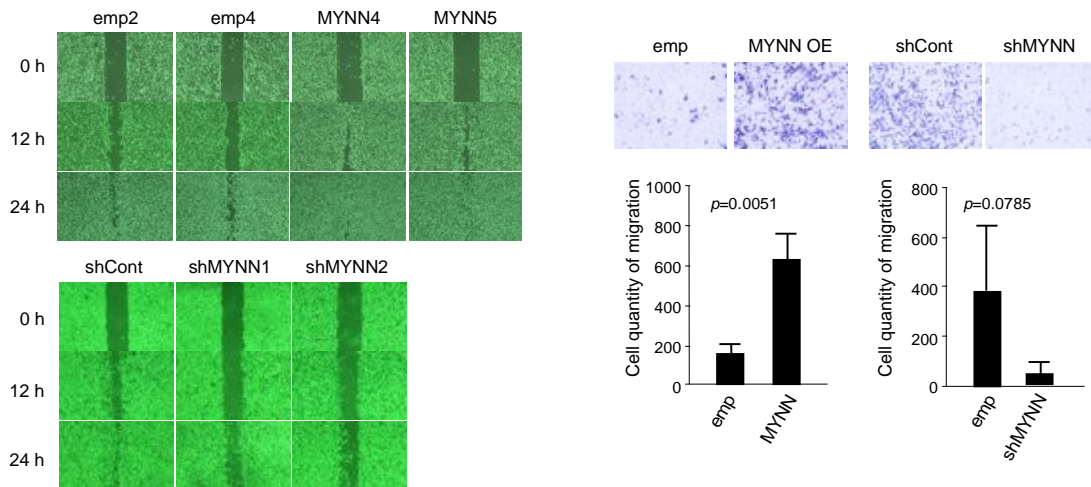 emp2 emp4 MYNN4 MYNN5
0 h
12 h
24 h
shCont shMYNN1 shMYNN2
0 h
12 h
24 h
emp MYNN OE shCont shMYNN
Cell quantity of migration
1000
800
600
400
200
0
p=0.0051
emp
MYNN
Cell quantity of migration
800
600
400
200
0
p=0.0785
emp
shMYNN